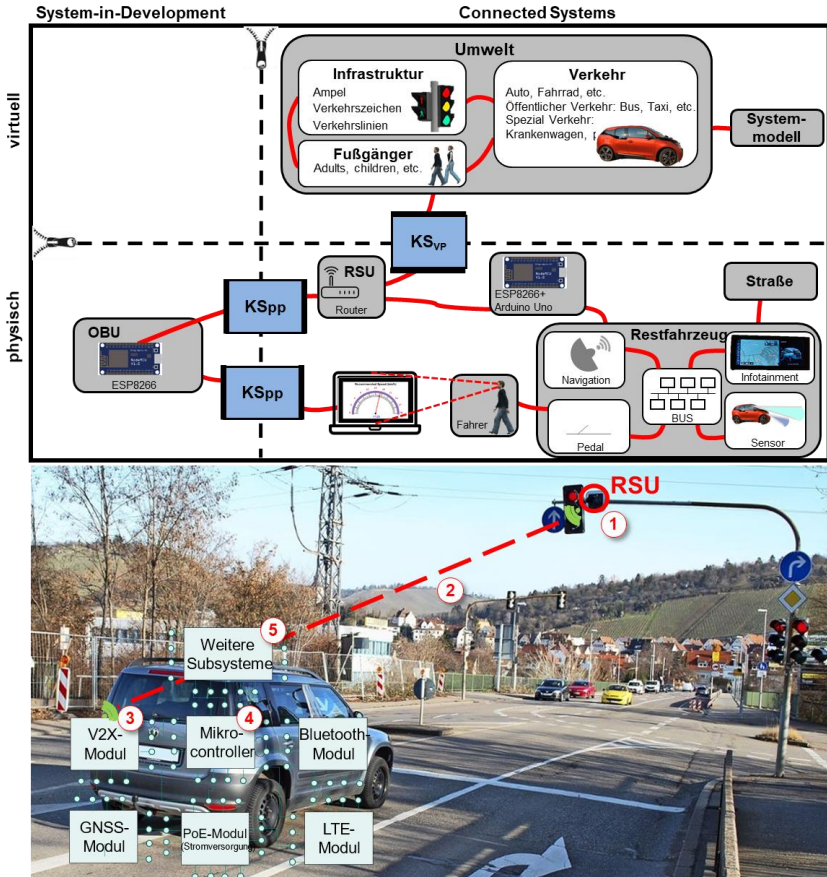 System-in-Development
Connected Systems
virtuell
physisch
Umwelt
Infrastruktur
Ampel
Verkehrszeichen
Verkehrslinien
Verkehr
Auto, Fahrrad, etc.
Öffentlicher Verkehr: Bus, Taxi, etc.
Spezial Verkehr:
Krankenwagen,
Fußgänger
Adults, children, etc.
System-
modell
KSVP
RSU
Router
ESP8266+
Arduino Uno
Straße
KSpp
OBU
ESP8266
KSpp
Fahrer
Restfahrzeug
Navigation
Infotainment
BUS
Pedal
Sensor
RSU
1
2
5
Weitere
Subsysteme
3
4
V2X-
Modul
Mikro-
controller
Bluetooth-
Modul
GNSS-
Modul
PoE-Modul
(Stromversorgung)
LTE-
Modul